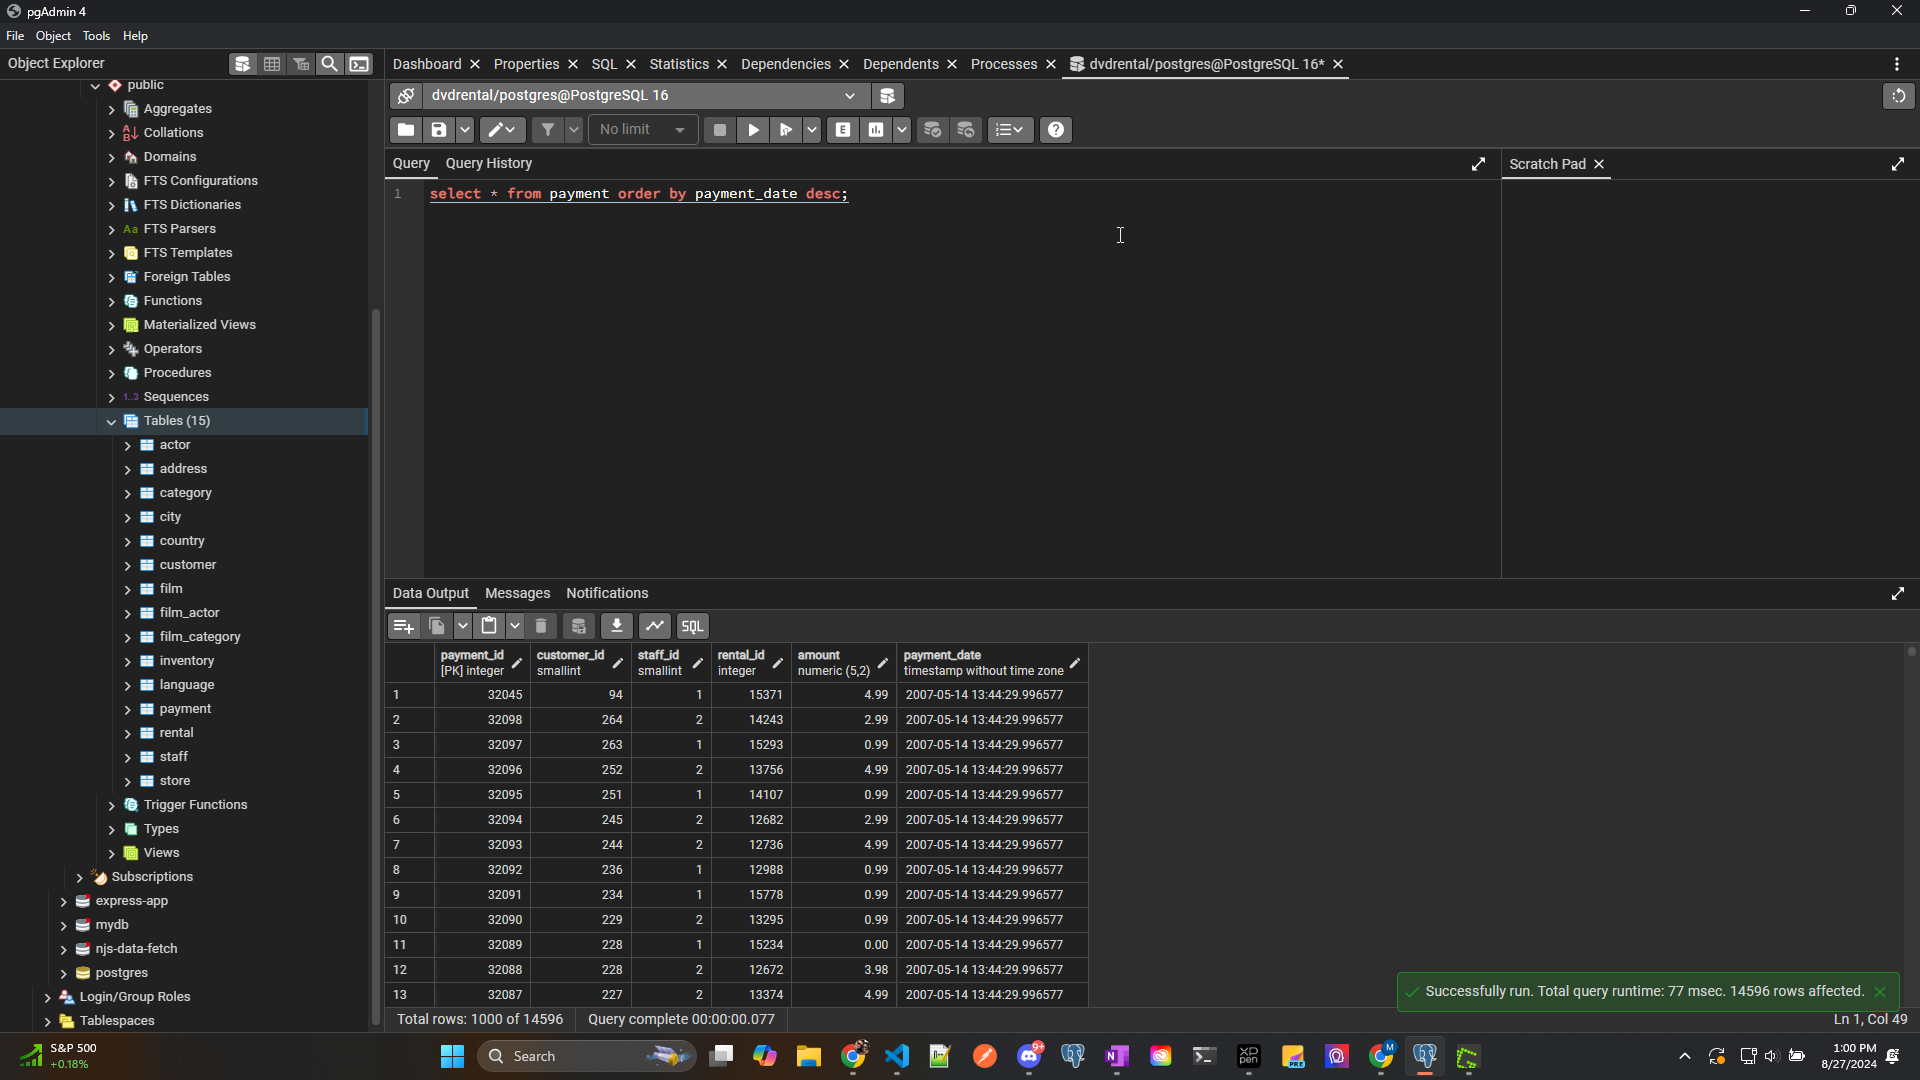 pgAdmin 4
File Object Tools Help
Object Explorer
Dashboard Properties SQL Statistics Dependencies Dependents Processes dvdrental/postgres@PostgreSQL 16*
public
Aggregates
Collations
Domains
FTS Configurations
FTS Dictionaries
Aa FTS Parsers
FTS Templates
Foreign Tables
Functions
Materialized Views
Operators
Procedures
1..3 Sequences
Tables (15)
actor
address
category
city
country
customer
film
film_actor
film_category
inventory
language
payment
rental
staff
store
Trigger Functions
Types
Views
Subscriptions
express-app
mydb
njs-data-fetch
postgres
Login/Group Roles
Tablespaces
dvdrental/postgres@PostgreSQL 16
No limit E
Query Query History
Scratch Pad
1 select * from payment order by payment_date desc;
Data Output Messages Notifications
SQL
payment_id customer_id staff_id rental_id amount payment_date
[PK] integer smallint smallint integer numeric (5,2) timestamp without time zone
1 32045 94 1 15371 4.99 2007-05-14 13:44:29.996577
2 32098 264 2 14243 2.99 2007-05-14 13:44:29.996577
3 32097 263 1 15293 0.99 2007-05-14 13:44:29.996577
4 32096 252 2 13756 4.99 2007-05-14 13:44:29.996577
5 32095 251 1 14107 0.99 2007-05-14 13:44:29.996577
6 32094 245 2 12682 2.99 2007-05-14 13:44:29.996577
7 32093 244 2 12736 4.99 2007-05-14 13:44:29.996577
8 32092 236 1 12988 0.99 2007-05-14 13:44:29.996577
9 32091 234 1 15778 0.99 2007-05-14 13:44:29.996577
10 32090 229 2 13295 0.99 2007-05-14 13:44:29.996577
11 32089 228 1 15234 0.00 2007-05-14 13:44:29.996577
12 32088 228 2 12672 3.98 2007-05-14 13:44:29.996577
13 32087 227 2 13374 4.99 2007-05-14 13:44:29.996577
Successfully run. Total query runtime: 77 msec. 14596 rows affected.
Total rows: 1000 of 14596 Query complete 00:00:00.077
Ln 1, Col 49
S&P 500
+0.18%
Search
9+
N
XP
PEN
PRE
M
1:00 PM
8/27/2024